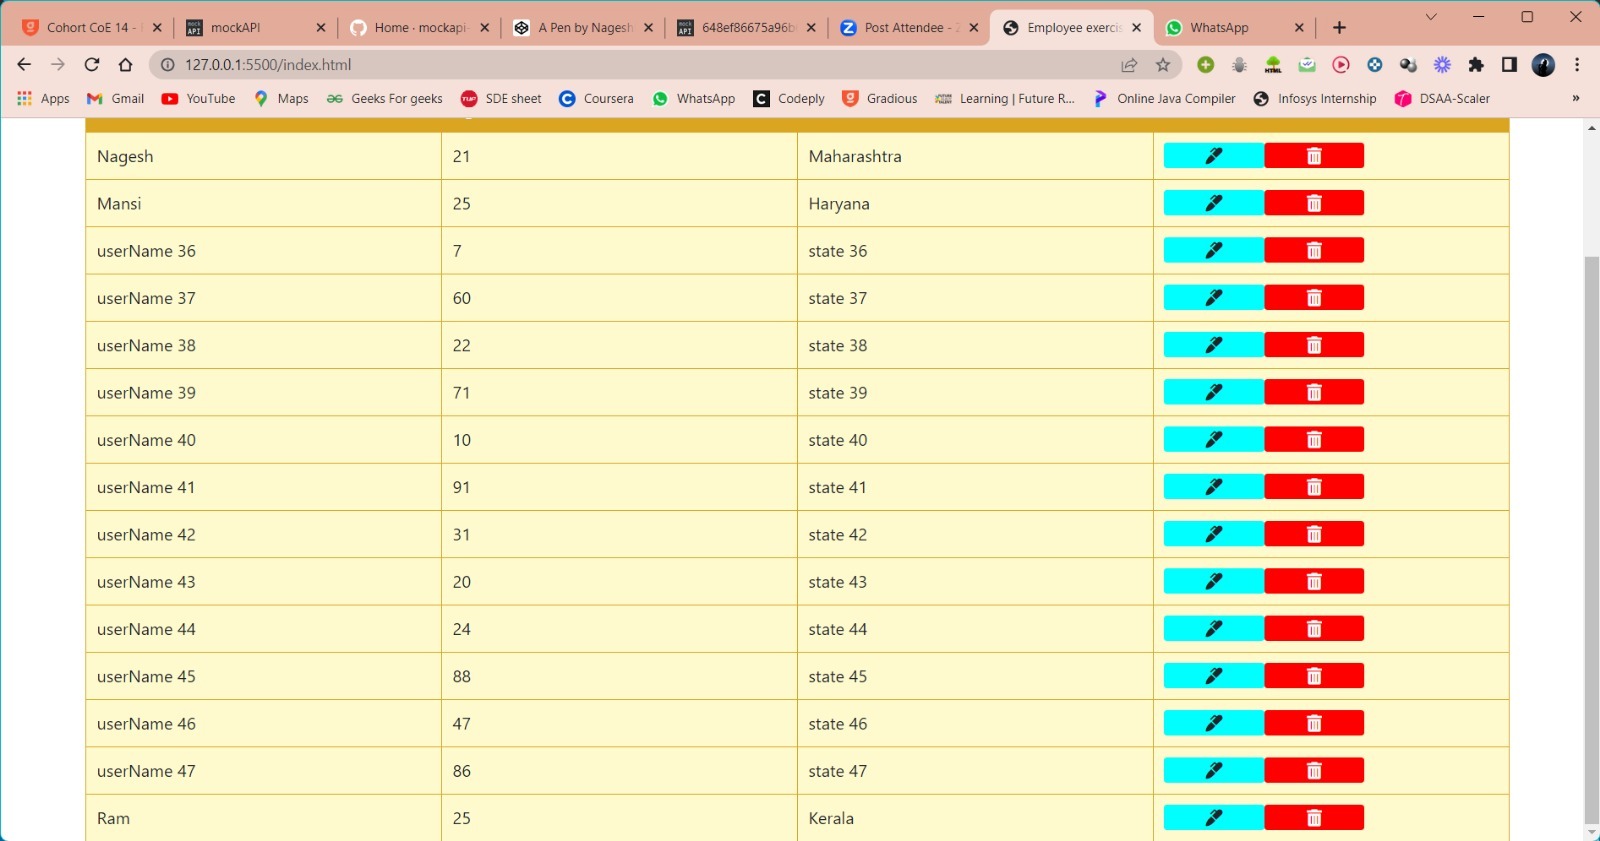 Cohort CoE 14 -
mockAPI
Home · mockapi-
A Pen by Nagesh
648ef86675a96b
Post Attendee -
Employee exercis
WhatsApp
127.0.0.1:5500/index.html
Apps
Gmail
YouTube
Maps
Geeks For geeks
SDE sheet
Coursera
WhatsApp
Codeply
Gradious
Learning | Future R...
Online Java Compiler
Infosys Internship
DSAA-Scaler
»
Nagesh 21 Maharashtra
Mansi 25 Haryana
userName 36 7 state 36
userName 37 60 state 37
userName 38 22 state 38
userName 39 71 state 39
userName 40 10 state 40
userName 41 91 state 41
userName 42 31 state 42
userName 43 20 state 43
userName 44 24 state 44
userName 45 88 state 45
userName 46 47 state 46
userName 47 86 state 47
Ram 25 Kerala